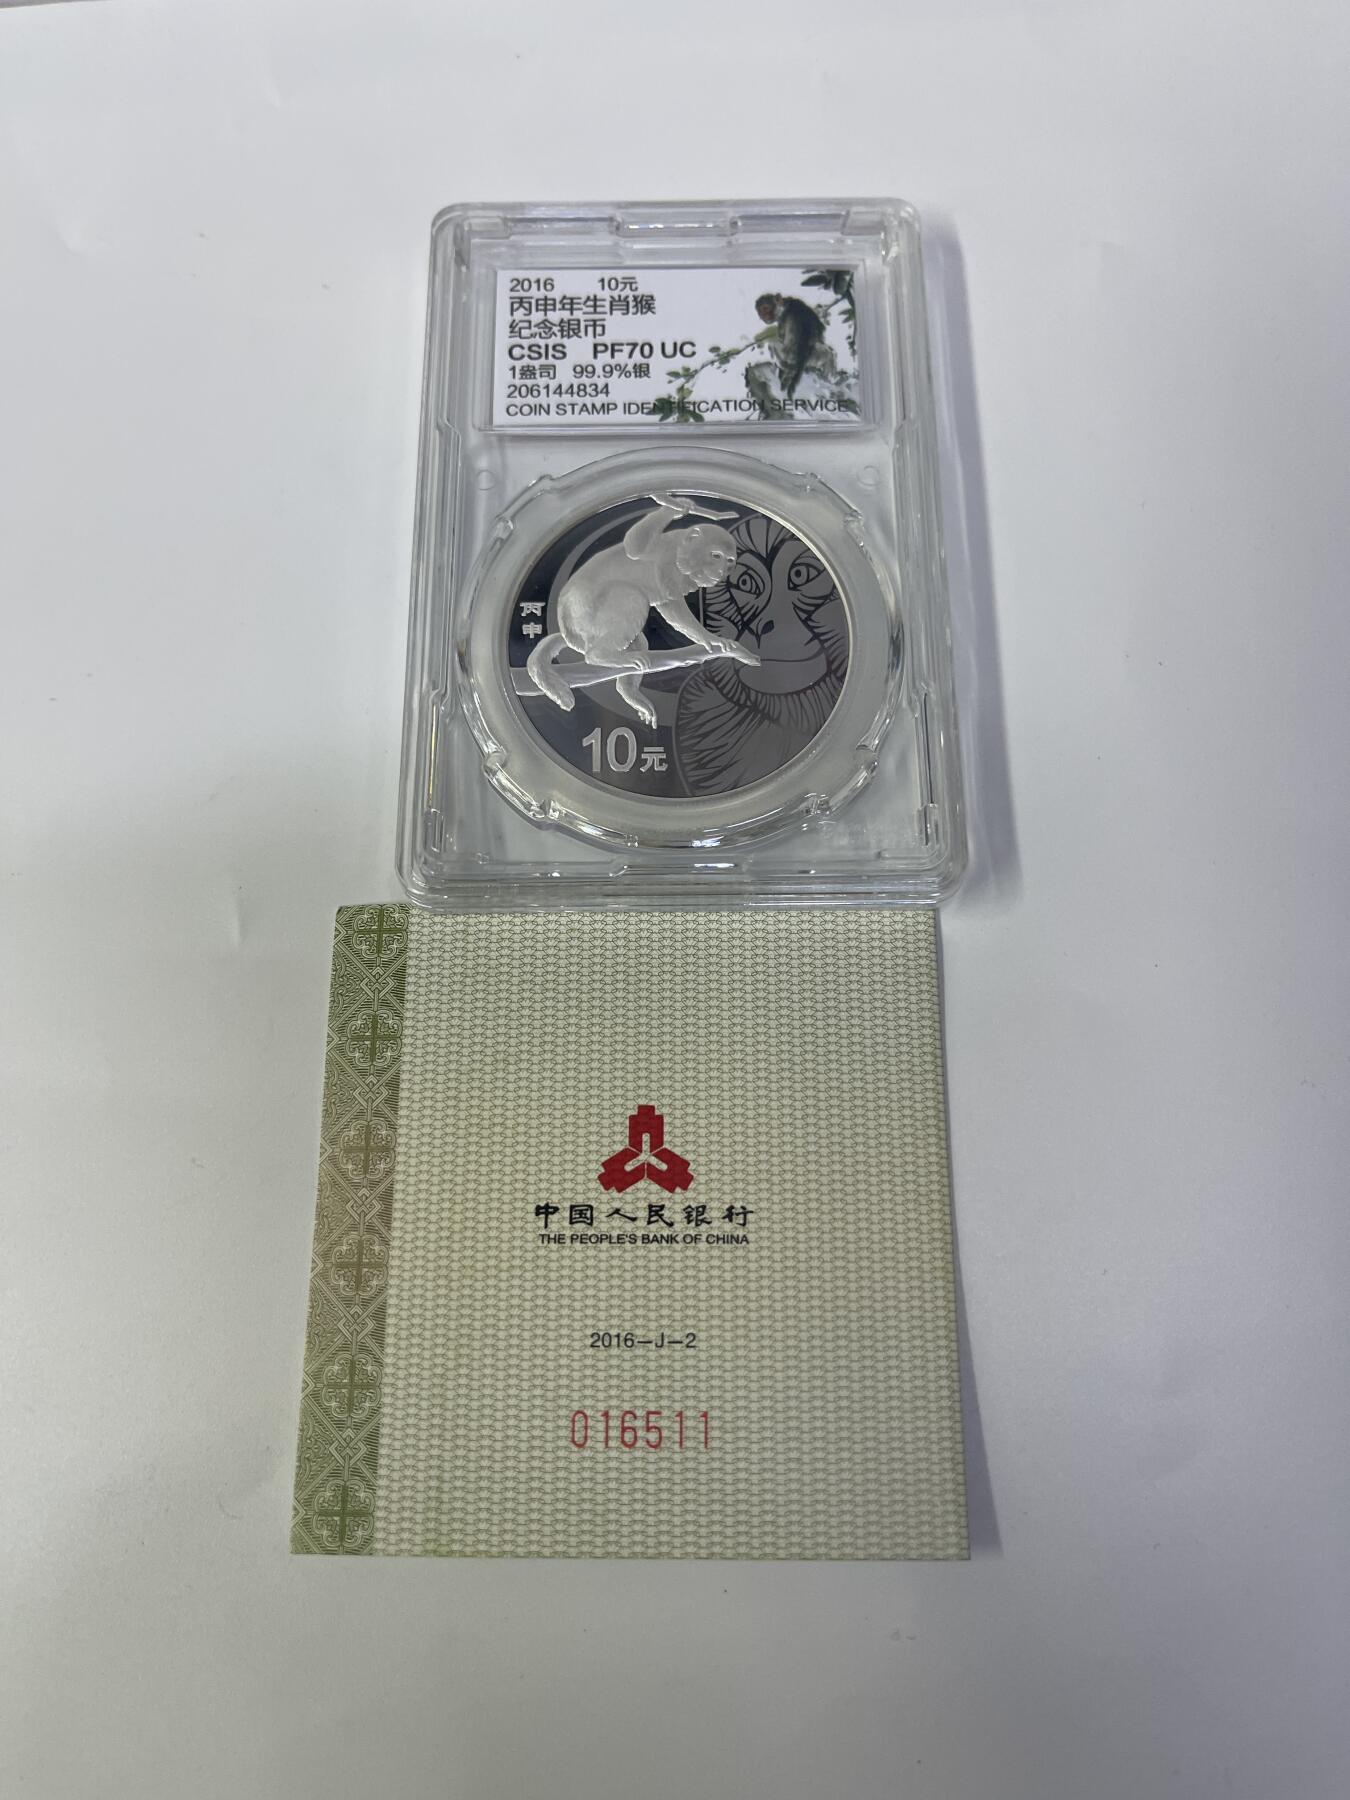 2016 10元
丙申年生肖猴
纪念银币
CSIS PF70 UC
1盎司 99.9%银
206144834
COIN STAMP IDENTIFICATION SERVICE
丙
申
10元
中国人民银行
THE PEOPLE'S BANK OF CHINA
2016—J—2
016511